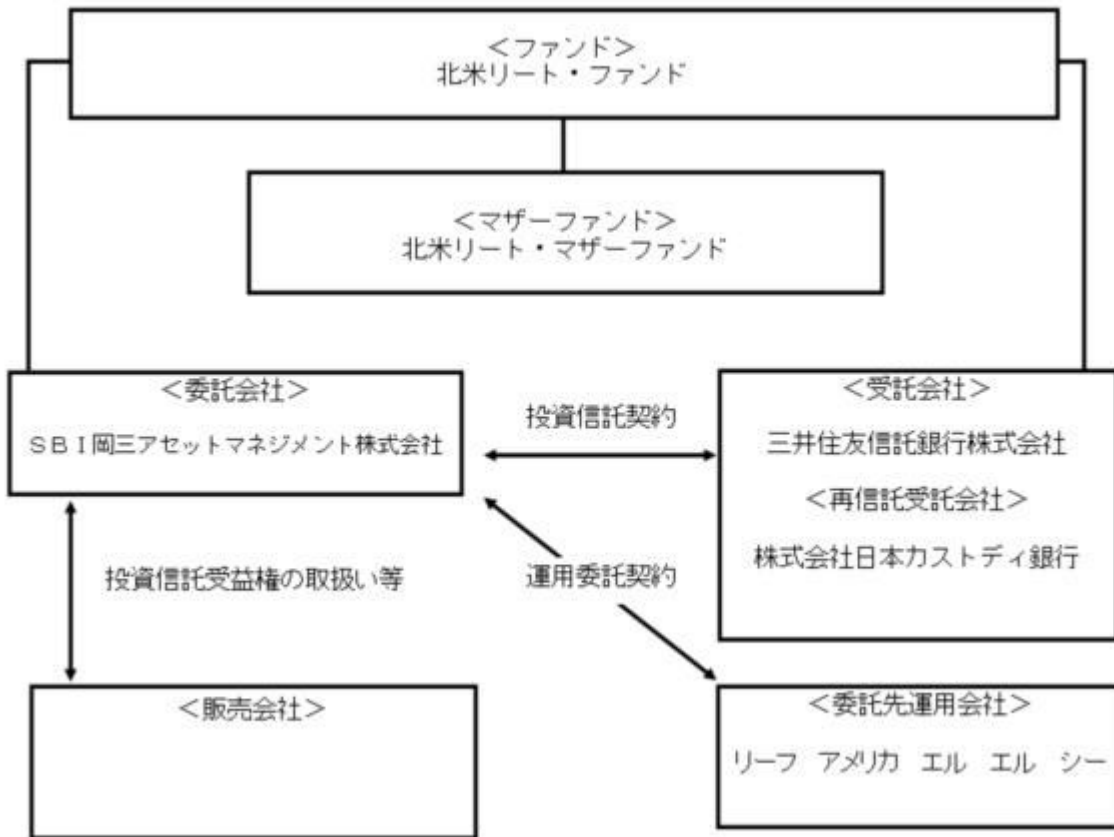 ＜ファンド＞
北米リート・ファンド
＜マザーファンド＞
北米リート・マザーファンド
＜委託会社＞
ＳＢＩ岡三アセットマネジメント株式会社
投資信託契約
＜受託会社＞
三井住友信託銀行株式会社
＜再信託受託会社＞
株式会社日本カストディ銀行
投資信託受益権の取扱い等
運用委託契約
＜販売会社＞
＜委託先運用会社＞
リーフ　アメリカ　エル　エル　シー